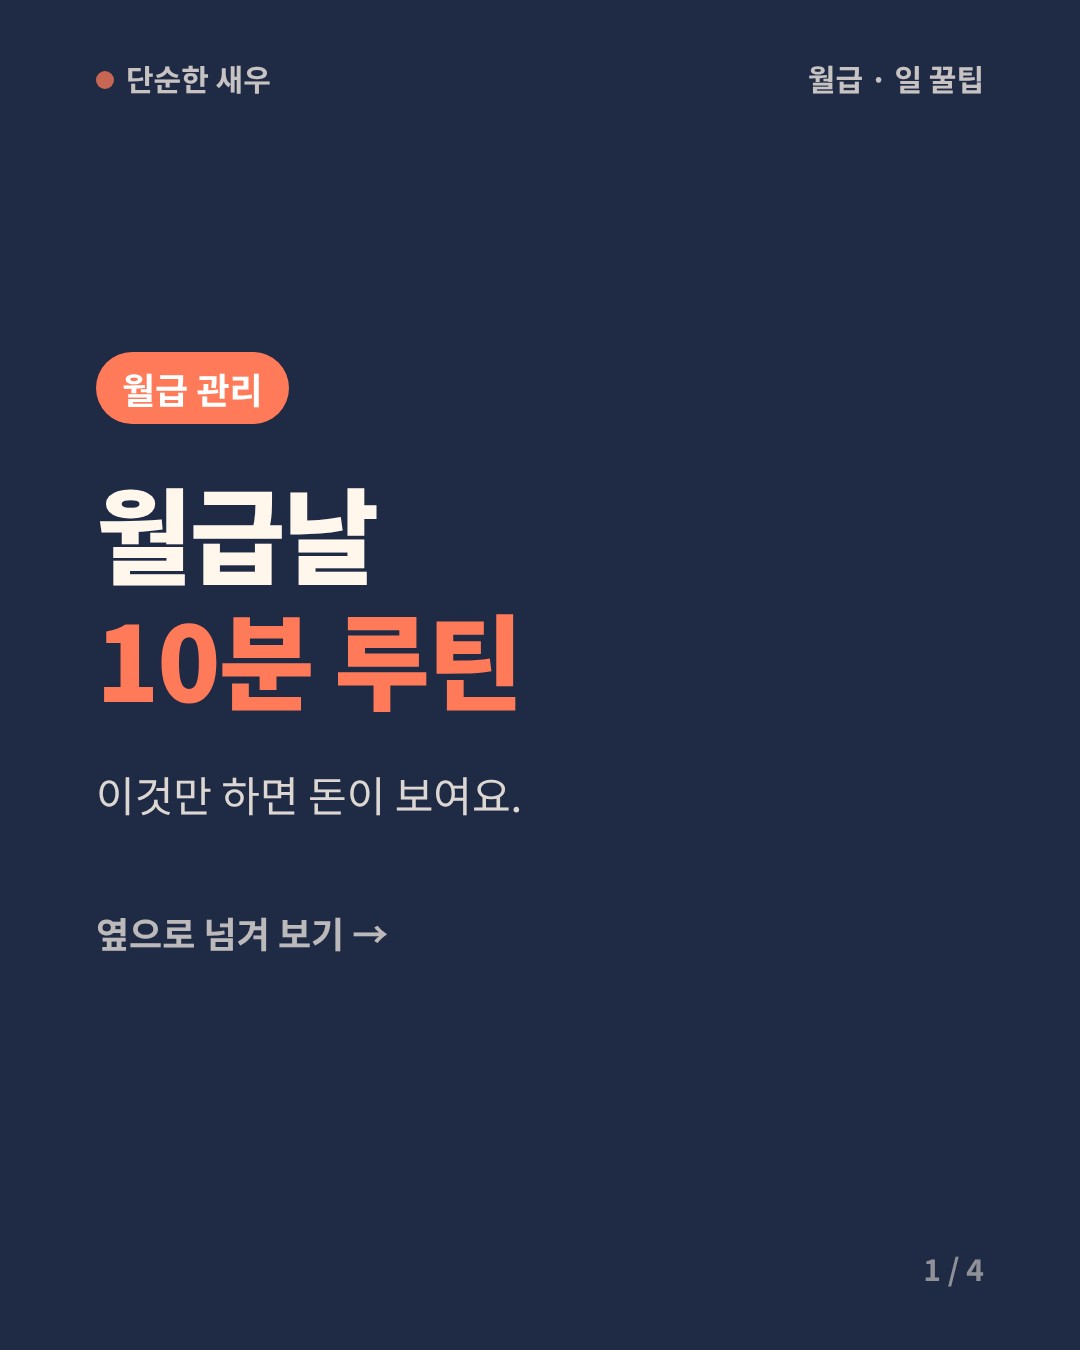 단순한 새우
월급 · 일 꿀팁
월급 관리
월급날
10분 루틴
이것만 하면 돈이 보여요.
옆으로 넘겨 보기 →
1 / 4